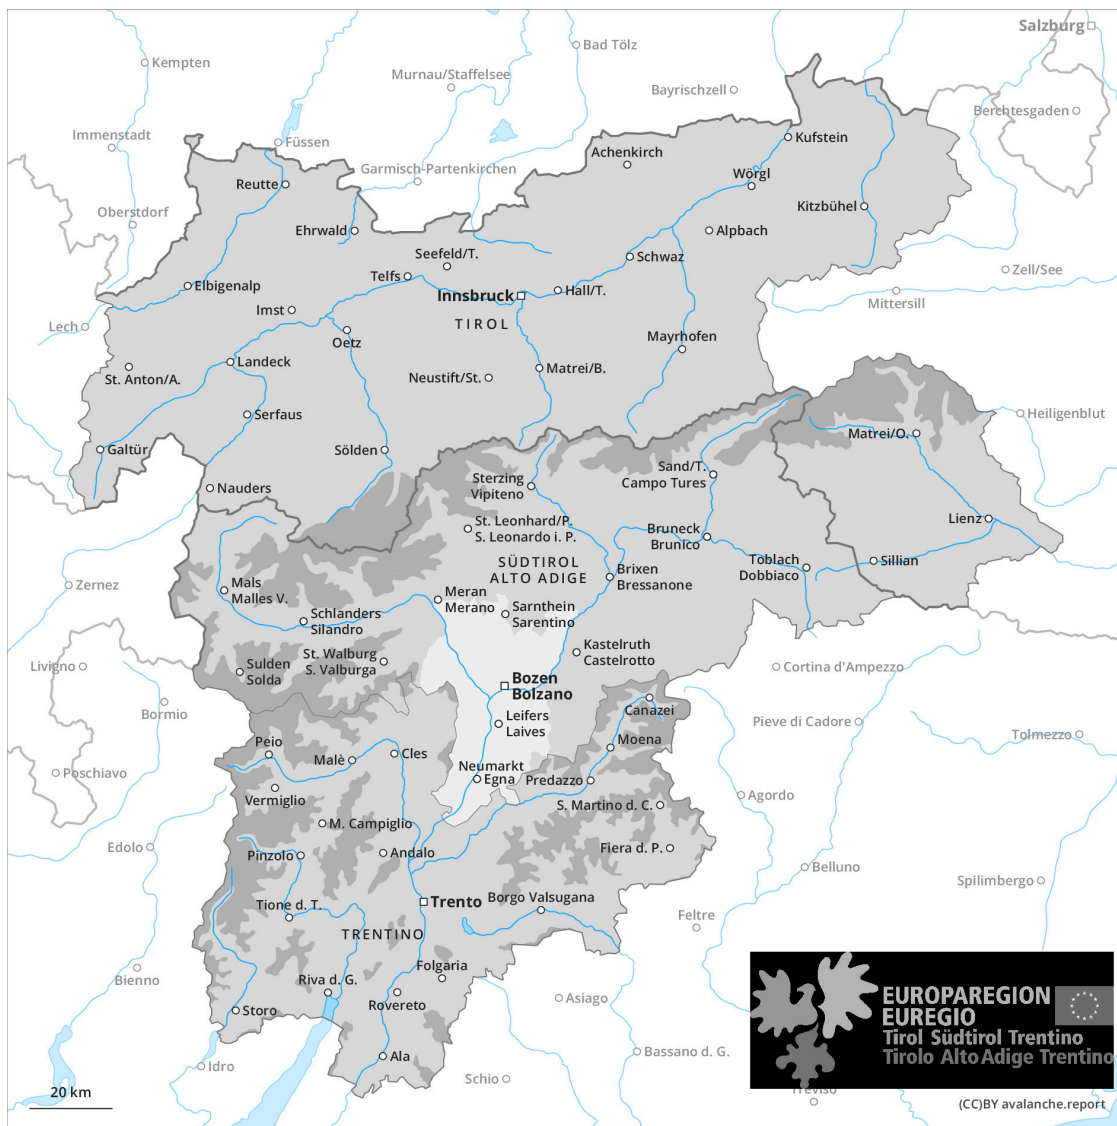 Salzburg
Bad Tölz
Kempten
Murnau/Staffelsee
Bayrischzell
Berchtesgaden
Immenstadt
Füssen
Kufstein
Achenkirch
Garmisch-Partenkirchen
Wörgl
Reutte
Kitzbühel
Oberstdorf
Ehrwald
Alpbach
Seefeld/T.
Schwaz
Telfs
Zell/See
Elbigenalp
Innsbruck
Hall/T.
Mittersill
Imst
TIROL
Lech
Oetz
Mayrhofen
Landeck
Matrei/B.
St. Anton/A.
Neustift/St.
Serfaus
Heiligenblut
Matrei/O.
Galtür
Sölden
Sand/T.
Campo Tures
Sterzing
Vipiteno
Nauders
St. Leonhard/P.
S. Leonardo i. P.
Lienz
Bruneck
Brunico
SÜDTIROL
ALTO ADIGE
Toblach
Dobbiaco
Sillian
Brixen
Bressanone
Zernez
Mals
Malles V.
Meran
Merano
Sarnthein
Sarentino
Schlanders
Silandro
Kastelruth
Castelrotto
St. Walburg
S. Valburga
Livigno
Sulden
Solda
Cortina d'Ampezzo
Bozen
Bolzano
Bormio
Canazei
Leifers
Laives
Pieve di Cadore
Tolmezzo
Peio
Moena
Malè
Cles
Poschiavo
Neumarkt
Egna
Predazzo
Vermiglio
Agordo
S. Martino d. C.
M. Campiglio
Edolo
Pinzolo
Andalo
Fiera d. P.
Belluno
Spilimbergo
Trento
Borgo Valsugana
Tione d. T.
Feltre
TRENTINO
Folgaria
Bienno
Riva d. G.
Rovereto
Asiago
Storo
EUROPAREGION
EUREGIO
Tirol Südtirol Trentino
Tirolo Alto Adige Trentino
Ala
Bassano d. G.
Idro
Schio
Treviso
20 km
(CC)BY avalanche.report